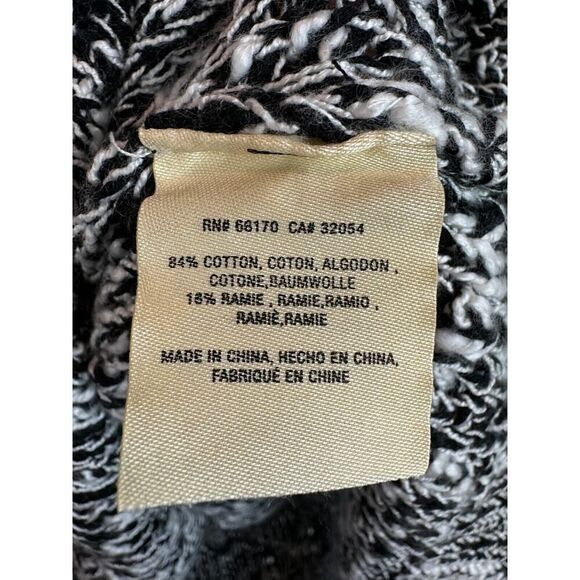 RN# 66170 CA# 32054
84% COTTON, COTON, ALGODON ,
COTONE,BAUMWOLLE
16% RAMIE , RAMIE,RAMIO ,
RAMIÈ,RAMIE
MADE IN CHINA, HECHO EN CHINA,
FABRIQUÉ EN CHINE